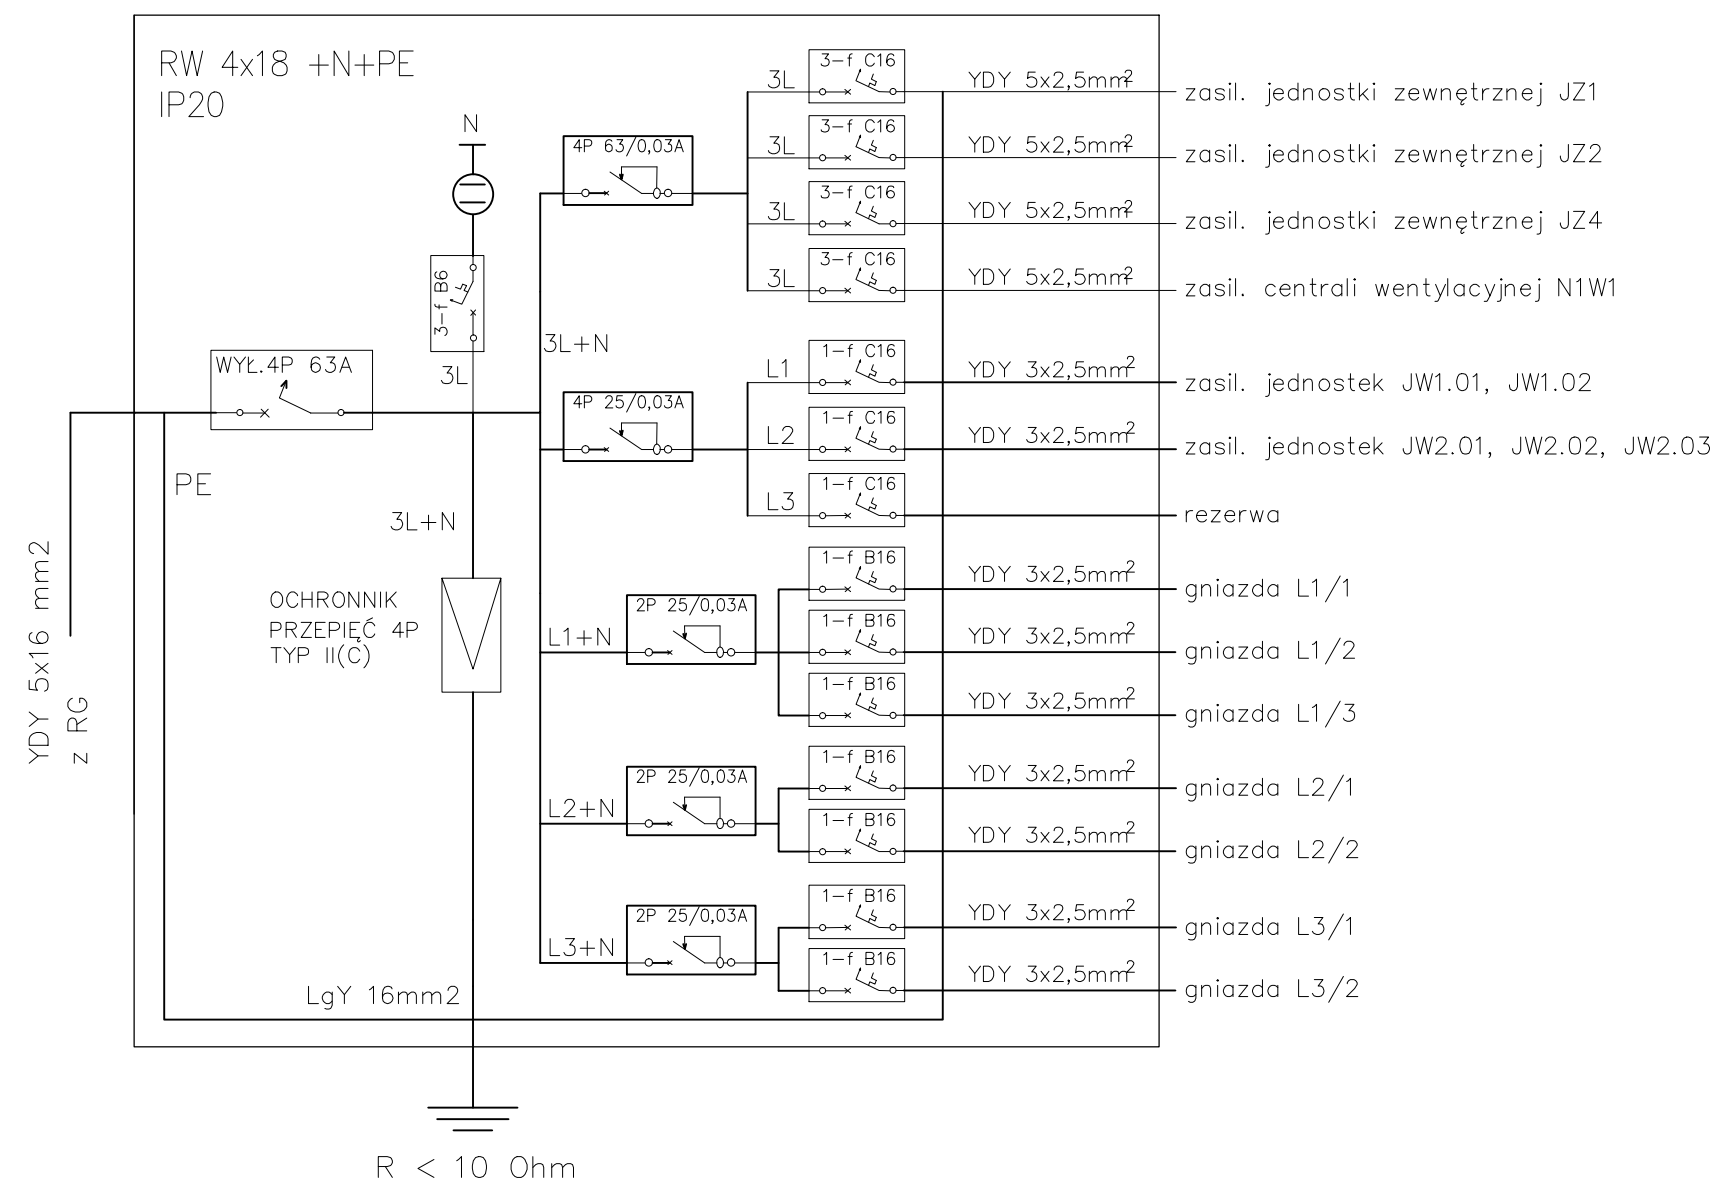 RW 4x18 +N+PE
IP20
N
3-f B6
3L
WYŁ.4P 63A
PE
YDY 5x16 mm2
z RG
3L+N
OCHRONNIK
PRZEPIĘĆ 4P
TYP II(C)
LgY 16mm2
R < 10 Ohm
3L+N
4P 63/0,03A
3L
3-f C16
YDY 5x2,5mm²
zasil. jednostki zewnętrznej JZ1
3L
3-f C16
YDY 5x2,5mm²
zasil. jednostki zewnętrznej JZ2
3L
3-f C16
YDY 5x2,5mm²
zasil. jednostki zewnętrznej JZ4
3L
3-f C16
YDY 5x2,5mm²
zasil. centrali wentylacyjnej N1W1
4P 25/0,03A
L1
1-f C16
YDY 3x2,5mm²
zasil. jednostek JW1.01, JW1.02
L2
1-f C16
YDY 3x2,5mm²
zasil. jednostek JW2.01, JW2.02, JW2.03
L3
1-f C16
rezerwa
L1+N
2P 25/0,03A
1-f B16
YDY 3x2,5mm²
gniazda L1/1
1-f B16
YDY 3x2,5mm²
gniazda L1/2
1-f B16
YDY 3x2,5mm²
gniazda L1/3
L2+N
2P 25/0,03A
1-f B16
YDY 3x2,5mm²
gniazda L2/1
1-f B16
YDY 3x2,5mm²
gniazda L2/2
L3+N
2P 25/0,03A
1-f B16
YDY 3x2,5mm²
gniazda L3/1
1-f B16
YDY 3x2,5mm²
gniazda L3/2